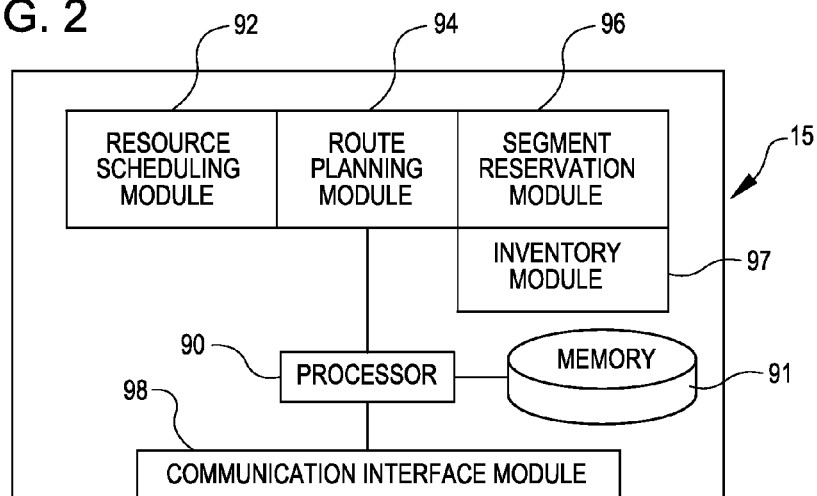 G. 2
92
94
96
15
RESOURCE
SCHEDULING
MODULE
ROUTE
PLANNING
MODULE
SEGMENT
RESERVATION
MODULE
INVENTORY
MODULE
97
90
PROCESSOR
MEMORY
91
98
COMMUNICATION INTERFACE MODULE